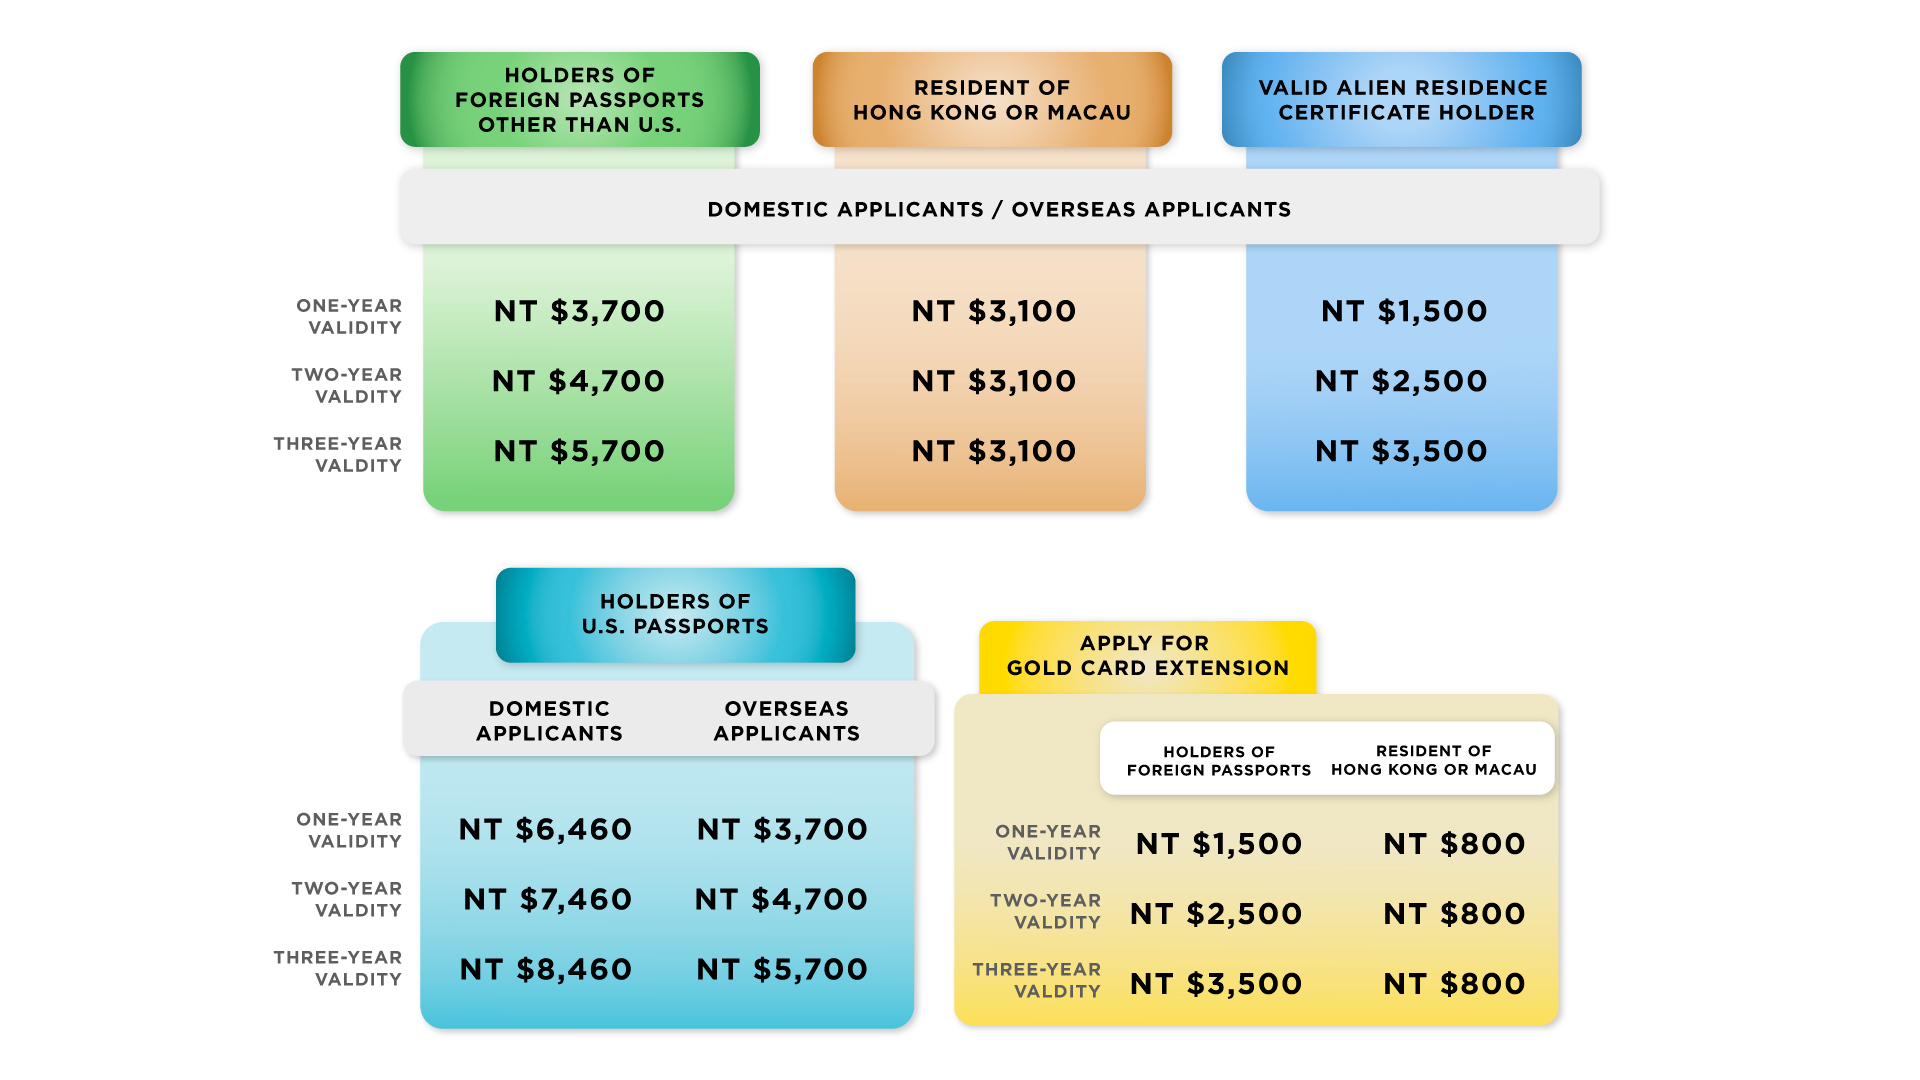 HOLDERS OF
FOREIGN PASSPORTS
OTHER THAN U.S.
RESIDENT OF
HONG KONG OR MACAU
VALID ALIEN RESIDENCE
CERTIFICATE HOLDER
DOMESTIC APPLICANTS / OVERSEAS APPLICANTS
ONE-YEAR
VALIDITY
NT $3,700
NT $3,100
NT $1,500
TWO-YEAR
VALDITY
NT $4,700
NT $3,100
NT $2,500
THREE-YEAR
VALDITY
NT $5,700
NT $3,100
NT $3,500
HOLDERS OF
U.S. PASSPORTS
DOMESTIC
APPLICANTS
OVERSEAS
APPLICANTS
ONE-YEAR
VALIDITY
NT $6,460
NT $3,700
TWO-YEAR
VALDITY
NT $7,460
NT $4,700
THREE-YEAR
VALDITY
NT $8,460
NT $5,700
APPLY FOR
GOLD CARD EXTENSION
HOLDERS OF
FOREIGN PASSPORTS
RESIDENT OF
HONG KONG OR MACAU
ONE-YEAR
VALIDITY
NT $1,500
NT $800
TWO-YEAR
VALDITY
NT $2,500
NT $800
THREE-YEAR
VALDITY
NT $3,500
NT $800